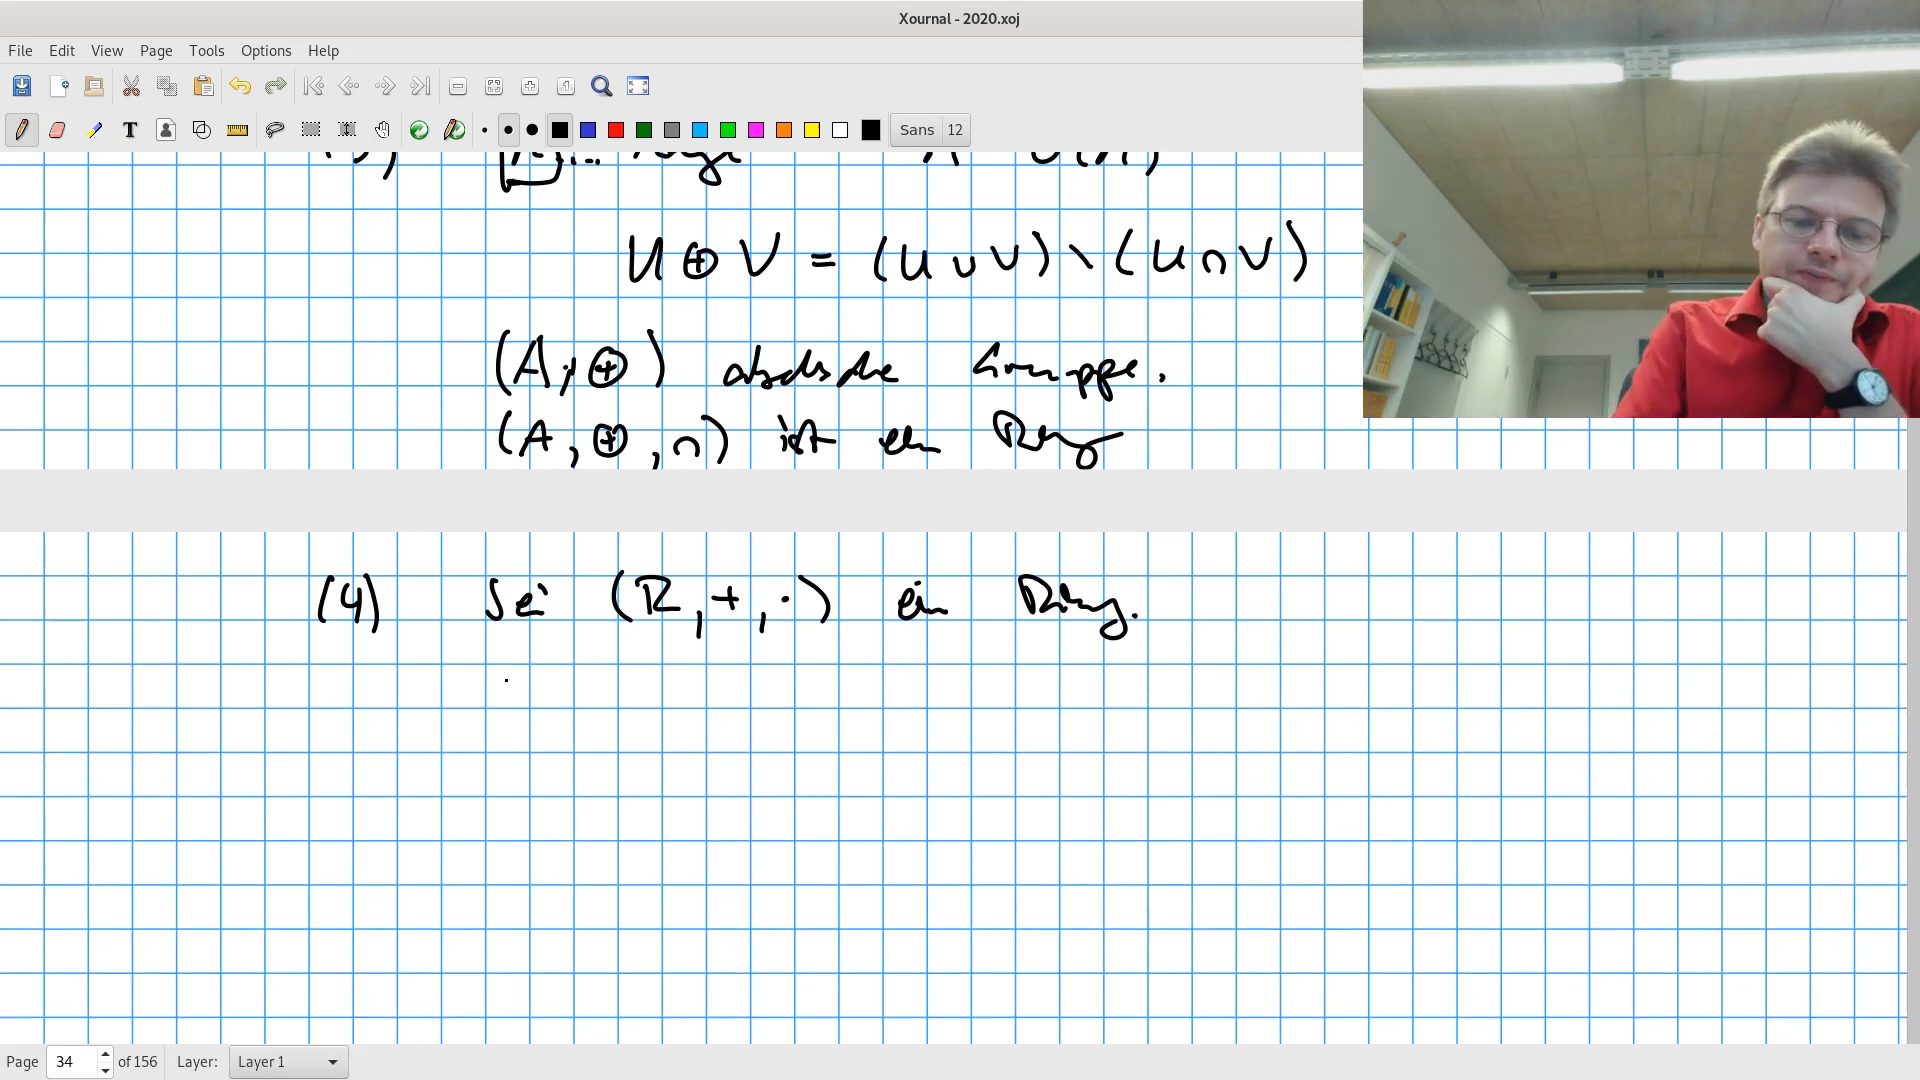 Xournal - 2020.xoj
File Edit View Page Tools Options Help
T Sans 12
U ⊕ V = (U ∪ V) \ (U ∩ V)
(A, ⊕) abelsche Gruppe.
(A, ⊕, ∩) ist ein Ring
(4) Sei (R, +, ·) ein Ring.
Page 34 of 156 Layer: Layer 1